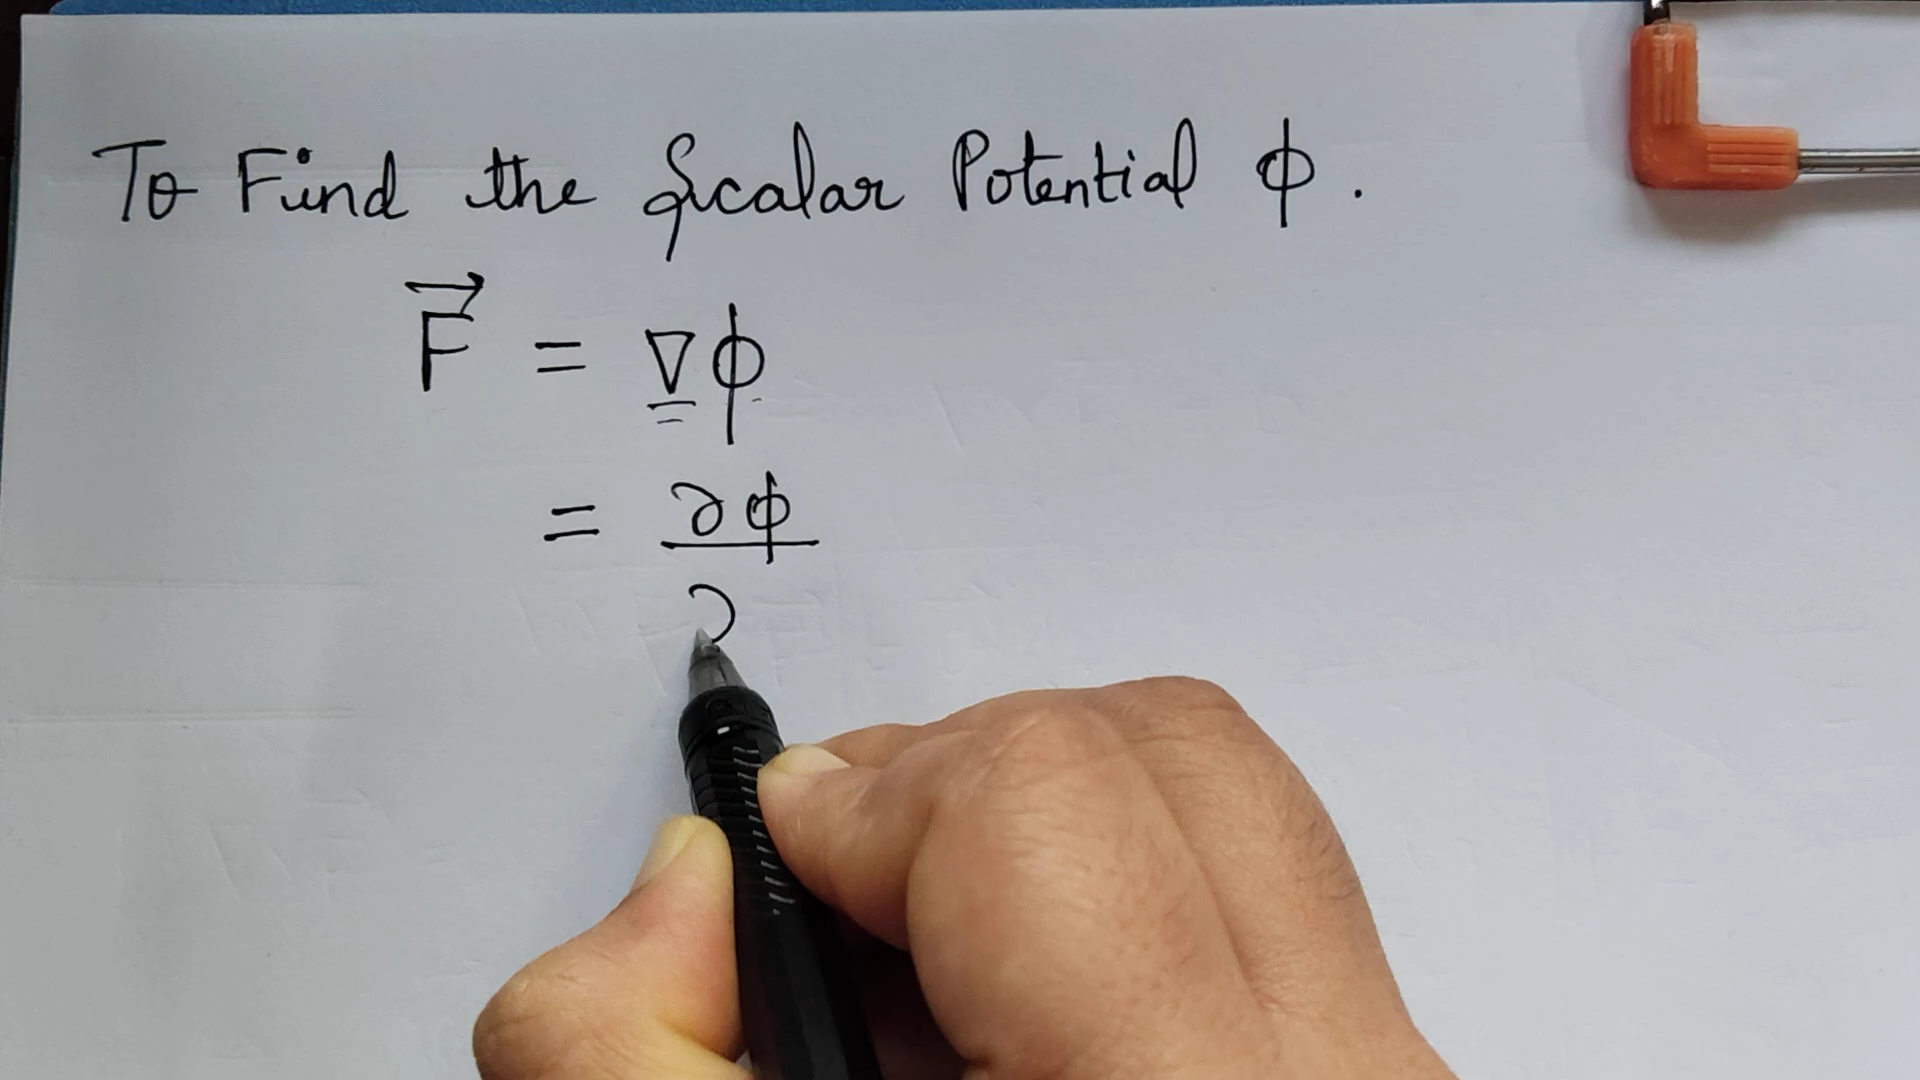 To Find the Scalar Potential ϕ.
F⃗ = ∇ϕ
= ∂ϕ
∂